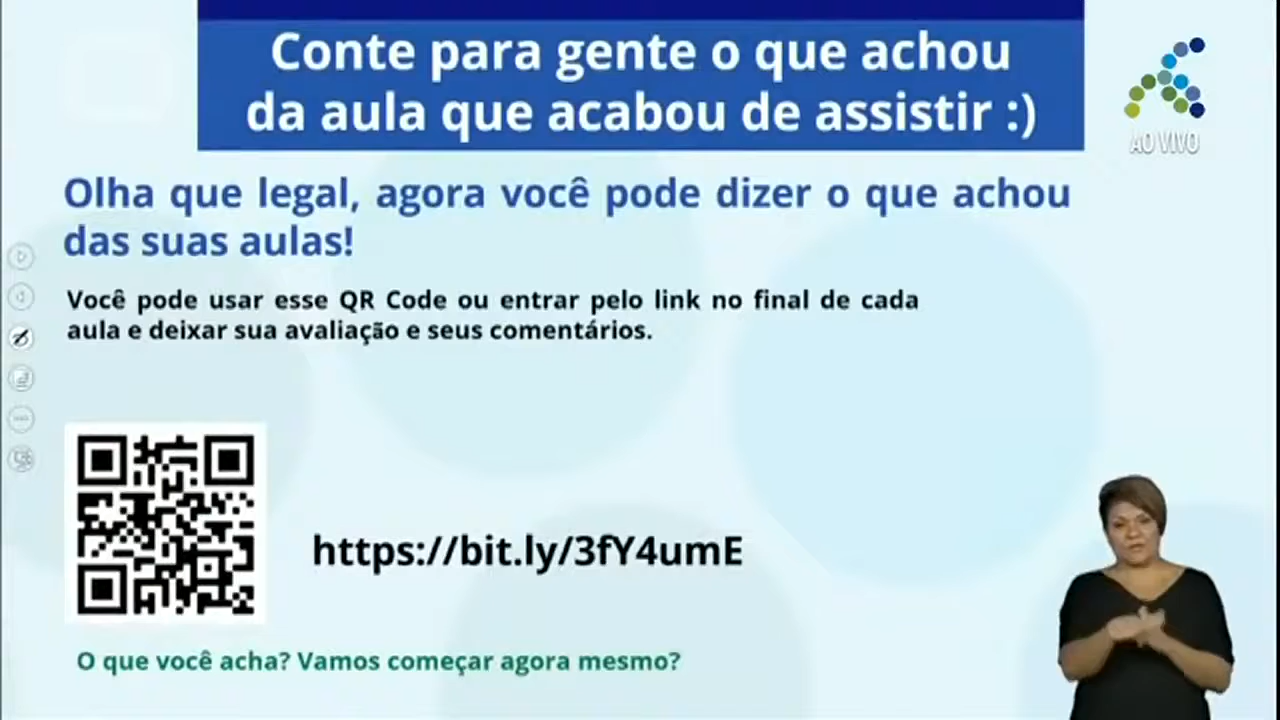 Conte para gente o que achou
da aula que acabou de assistir :)
AO VIVO
Olha que legal, agora você pode dizer o que achou
das suas aulas!
Você pode usar esse QR Code ou entrar pelo link no final de cada
aula e deixar sua avaliação e seus comentários.
https://bit.ly/3fY4umE
O que você acha? Vamos começar agora mesmo?